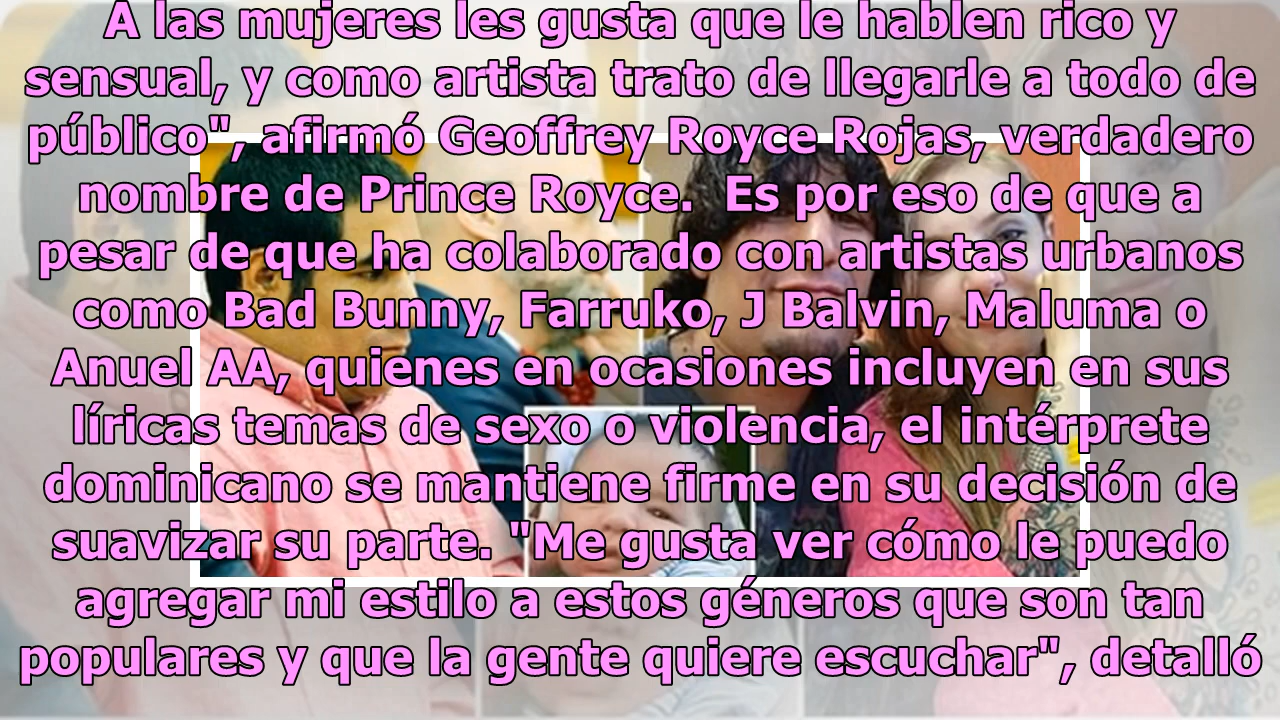 A las mujeres les gusta que le hablen rico y
sensual, y como artista trato de llegarle a todo de
público", afirmó Geoffrey Royce Rojas, verdadero
nombre de Prince Royce.  Es por eso de que a
pesar de que ha colaborado con artistas urbanos
como Bad Bunny, Farruko, J Balvin, Maluma o
Anuel AA, quienes en ocasiones incluyen en sus
líricas temas de sexo o violencia, el intérprete
dominicano se mantiene firme en su decisión de
suavizar su parte. "Me gusta ver cómo le puedo
agregar mi estilo a estos géneros que son tan
populares y que la gente quiere escuchar", detalló